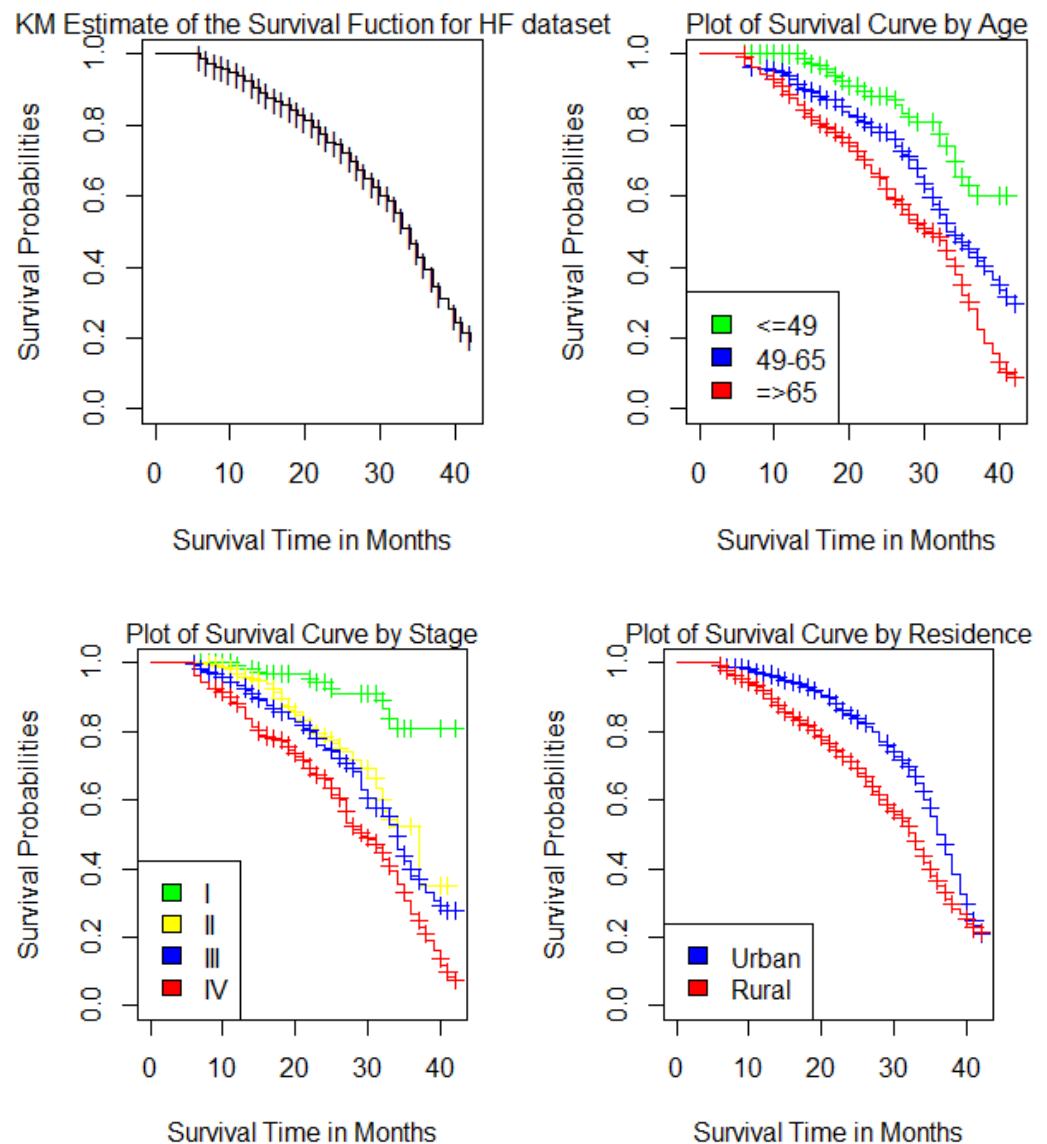 KM Estimate of the Survival Fuction for HF dataset
Survival Probabilities
1.0
0.8
0.6
0.4
0.2
0.0
0 10 20 30 40
Survival Time in Months
Plot of Survival Curve by Age
Survival Probabilities
1.0
0.8
0.6
0.4
0.2
0.0
<=49
49-65
=>65
0 10 20 30 40
Survival Time in Months
Plot of Survival Curve by Stage
Survival Probabilities
1.0
0.8
0.6
0.4
0.2
0.0
I
II
III
IV
0 10 20 30 40
Survival Time in Months
Plot of Survival Curve by Residence
Survival Probabilities
1.0
0.8
0.6
0.4
0.2
0.0
Urban
Rural
0 10 20 30 40
Survival Time in Months